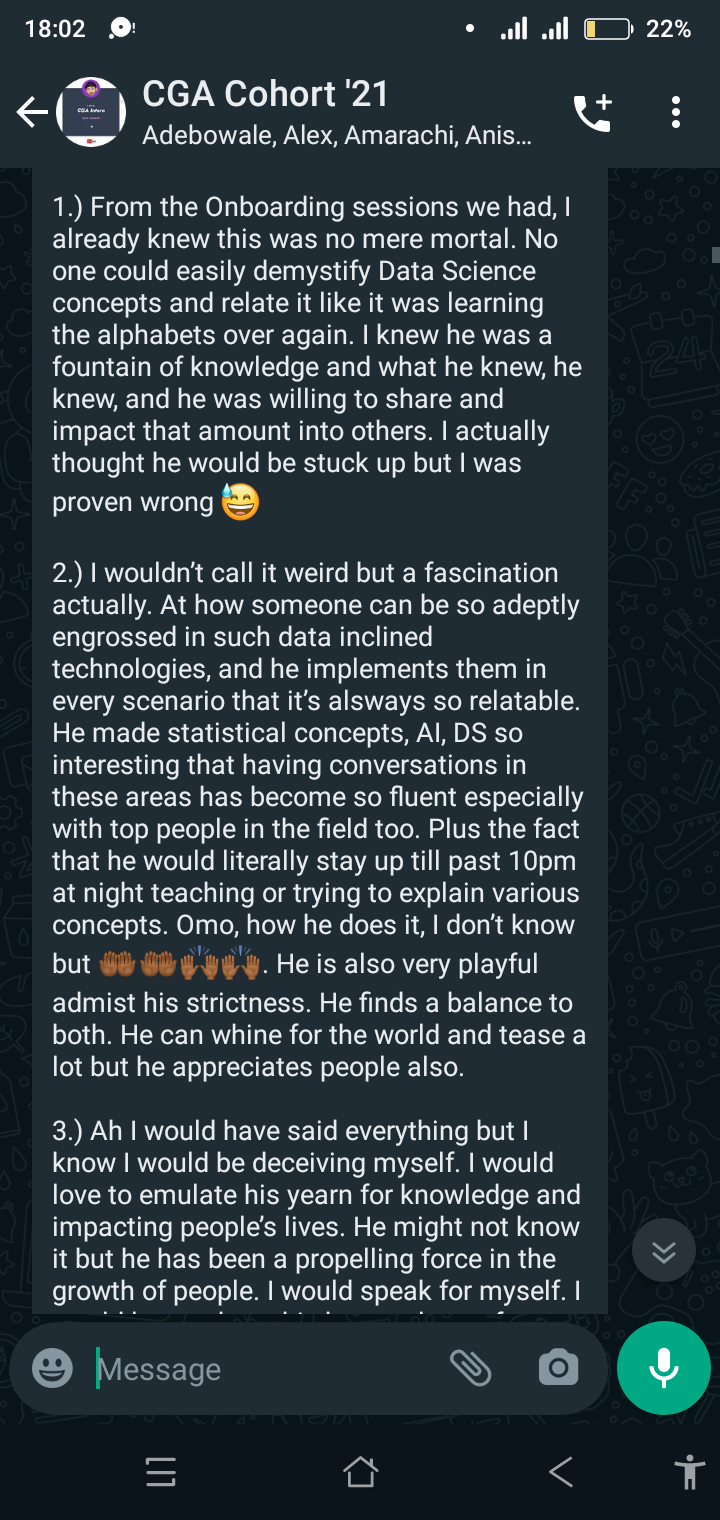 18:02
22%
CGA Cohort '21
Adebowale, Alex, Amarachi, Anis...
1.) From the Onboarding sessions we had, I
already knew this was no mere mortal. No
one could easily demystify Data Science
concepts and relate it like it was learning
the alphabets over again. I knew he was a
fountain of knowledge and what he knew, he
knew, and he was willing to share and
impact that amount into others. I actually
thought he would be stuck up but I was
proven wrong 😅
2.) I wouldn’t call it weird but a fascination
actually. At how someone can be so adeptly
engrossed in such data inclined
technologies, and he implements them in
every scenario that it’s alsways so relatable.
He made statistical concepts, AI, DS so
interesting that having conversations in
these areas has become so fluent especially
with top people in the field too. Plus the fact
that he would literally stay up till past 10pm
at night teaching or trying to explain various
concepts. Omo, how he does it, I don’t know
but 🤲🏾🤲🏾🙌🏾🙌🏾. He is also very playful
admist his strictness. He finds a balance to
both. He can whine for the world and tease a
lot but he appreciates people also.
3.) Ah I would have said everything but I
know I would be deceiving myself. I would
love to emulate his yearn for knowledge and
impacting people’s lives. He might not know
it but he has been a propelling force in the
growth of people. I would speak for myself. I
Message